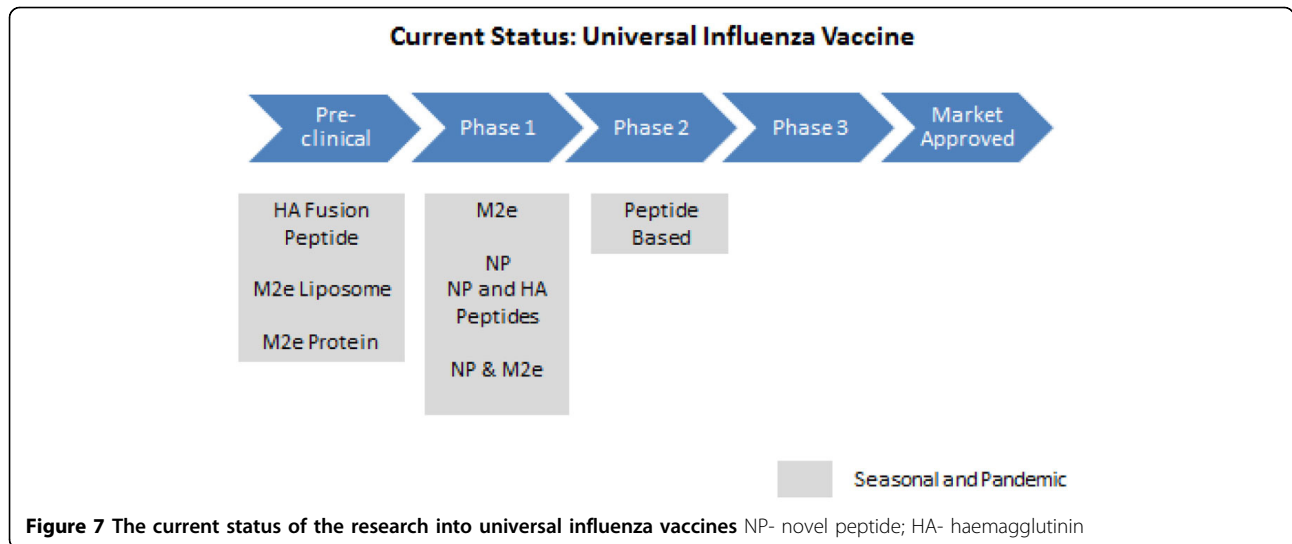 Current Status: Universal Influenza Vaccine
Pre-
clinical
Phase 1
Phase 2
Phase 3
Market
Approved
HA Fusion
Peptide
M2e Liposome
M2e Protein
M2e
NP
NP and HA
Peptides
NP & M2e
Peptide
Based
Seasonal and Pandemic
Figure 7 The current status of the research into universal influenza vaccines NP- novel peptide; HA- haemagglutinin